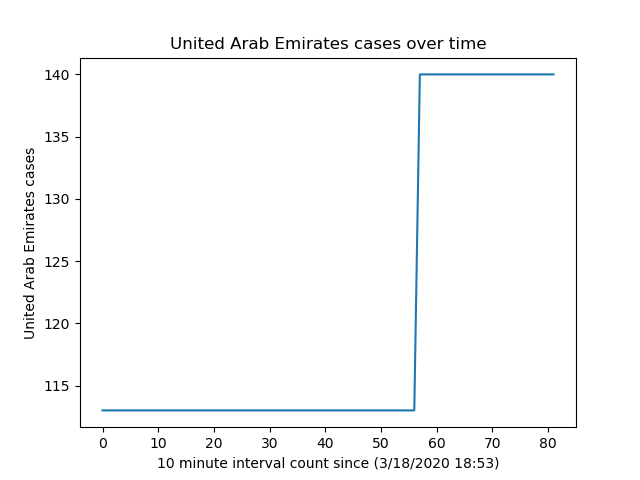 United Arab Emirates cases over time
140
135
130
125
120
115
United Arab Emirates cases
0 10 20 30 40 50 60 70 80
10 minute interval count since (3/18/2020 18:53)